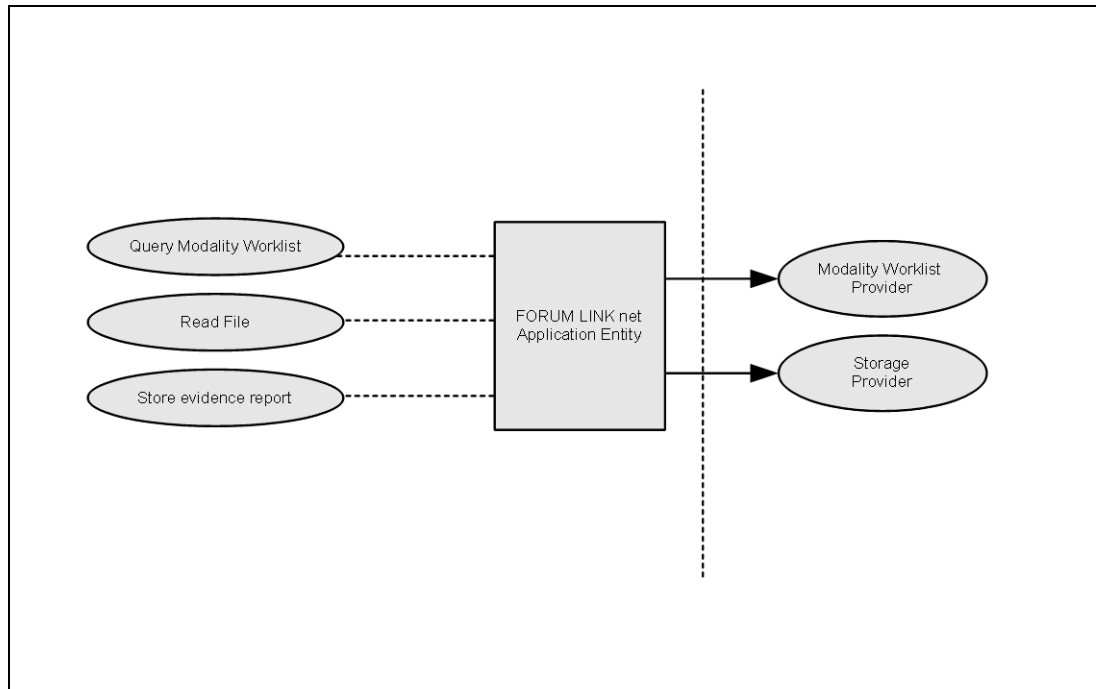 Query Modality Worklist
Read File
Store evidence report
FORUM LINK net
Application Entity
Modality Worklist
Provider
Storage
Provider